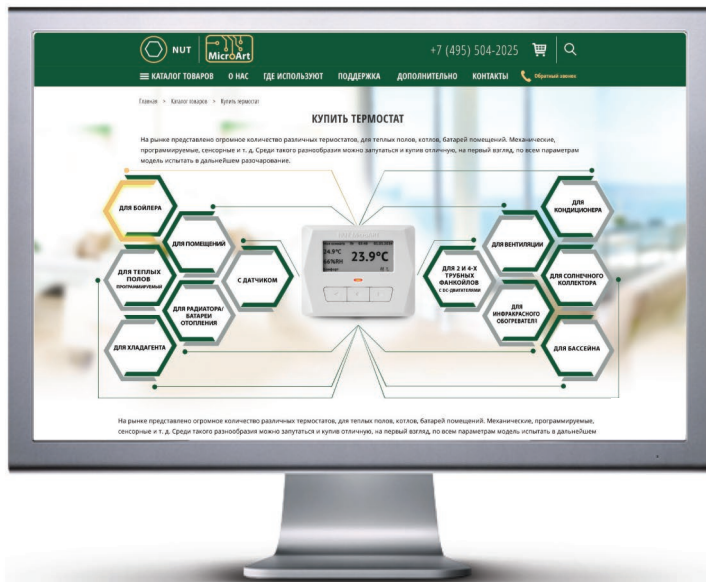 NUT MicroArt +7 (495) 504-2025
КАТАЛОГ ТОВАРОВ О НАС ГДЕ ИСПОЛЬЗУЮТ ПОДДЕРЖКА ДОПОЛНИТЕЛЬНО КОНТАКТЫ Обратный звонок
Главная > Каталог товаров > Купить термостат
КУПИТЬ ТЕРМОСТАТ
На рынке представлено огромное количество различных термостатов, для теплых полов, котлов, батарей помещений. Механические,
программируемые, сенсорные и т. д. Среди такого разнообразия можно запутаться и купив отличную, на первый взгляд, по всем параметрам
модель испытать в дальнейшем разочарование.
ДЛЯ БОЙЛЕРА
ДЛЯ ПОМЕЩЕНИЙ
ДЛЯ ТЕПЛЫХ
ПОЛОВ
ПРОГРАММИРУЕМЫЙ
С ДАТЧИКОМ
ДЛЯ РАДИАТОРА/
БАТАРЕИ
ОТОПЛЕНИЯ
ДЛЯ ХЛАДАГЕНТА
24.9°C
23.9°C
ДЛЯ
КОНДИЦИОНЕРА
ДЛЯ ВЕНТИЛЯЦИИ
ДЛЯ 2 И 4-Х
ТРУБНЫХ
ФАНКОЙЛОВ
С DC-ДВИГАТЕЛЯМИ
ДЛЯ СОЛНЕЧНОГО
КОЛЛЕКТОРА
ДЛЯ
ИНФРАКРАСНОГО
ОБОГРЕВАТЕЛЯ
ДЛЯ БАССЕЙНА
На рынке представлено огромное количество различных термостатов, для теплых полов, котлов, батарей помещений. Механические, программируемые,
сенсорные и т. д. Среди такого разнообразия можно запутаться и купив отличную, на первый взгляд, по всем параметрам модель испытать в дальнейшем